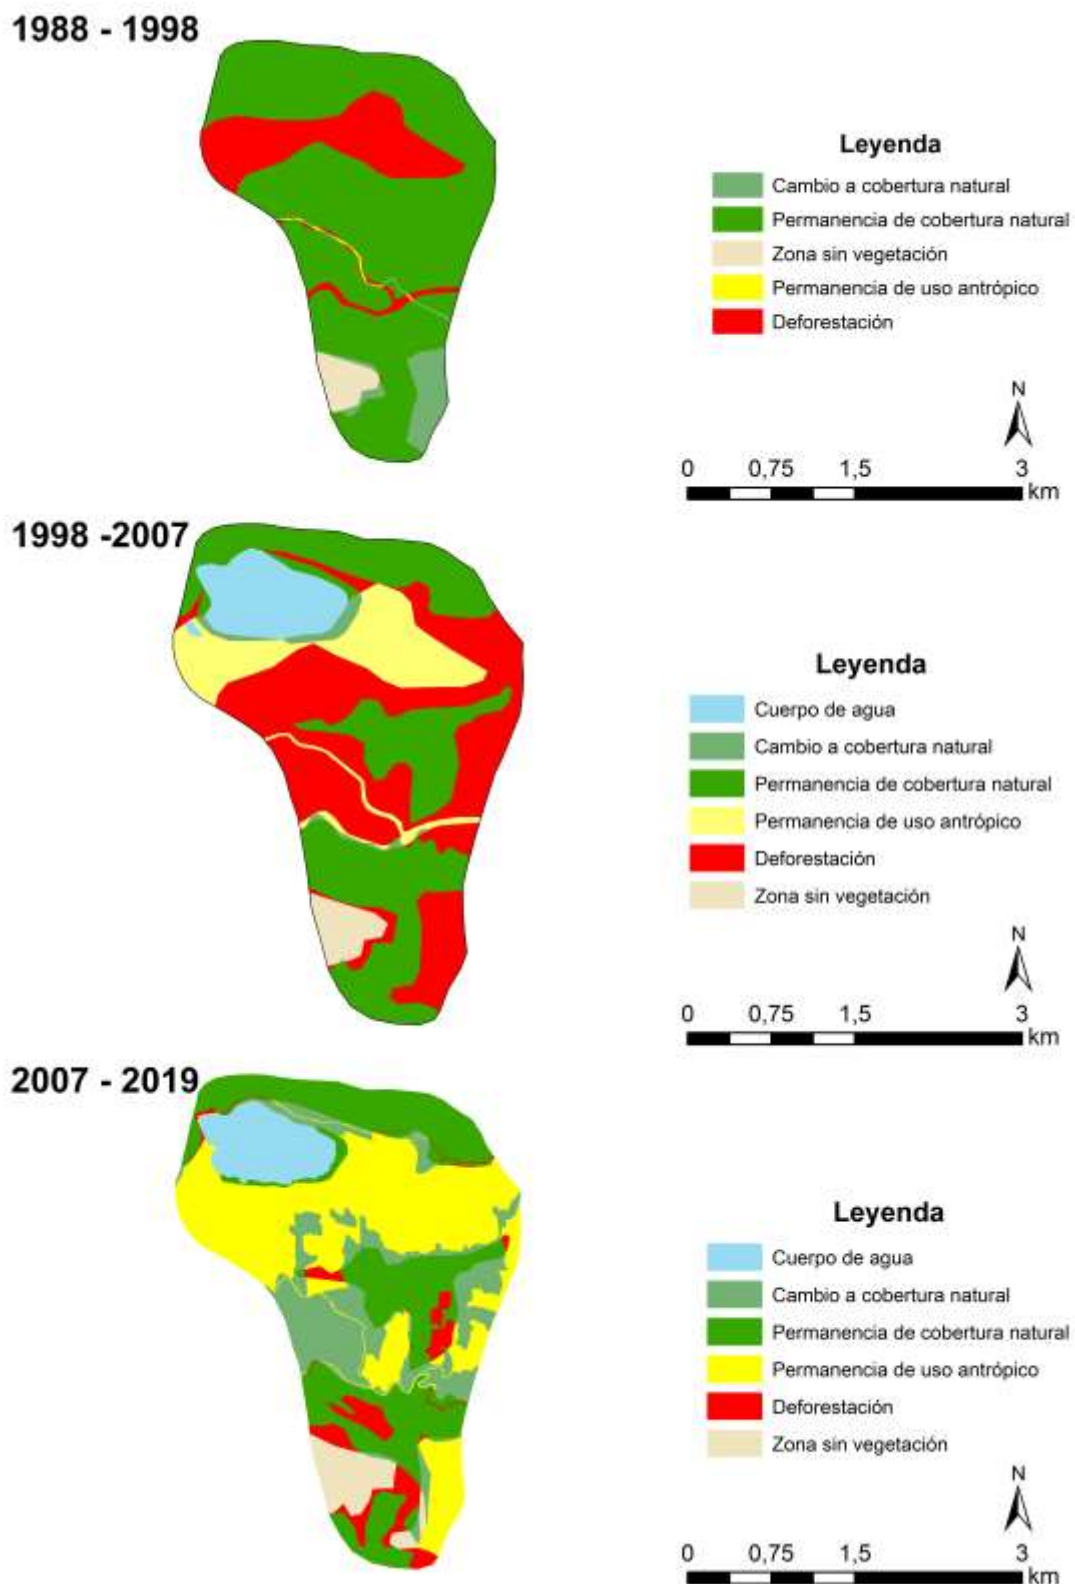 1988 - 1998
Leyenda
Cambio a cobertura natural
Permanencia de cobertura natural
Zona sin vegetación
Permanencia de uso antrópico
Deforestación
N
0 0,75 1,5 3
km
1998 -2007
Leyenda
Cuerpo de agua
Cambio a cobertura natural
Permanencia de cobertura natural
Permanencia de uso antrópico
Deforestación
Zona sin vegetación
N
0 0,75 1,5 3
km
2007 - 2019
Leyenda
Cuerpo de agua
Cambio a cobertura natural
Permanencia de cobertura natural
Permanencia de uso antrópico
Deforestación
Zona sin vegetación
N
0 0,75 1,5 3
km